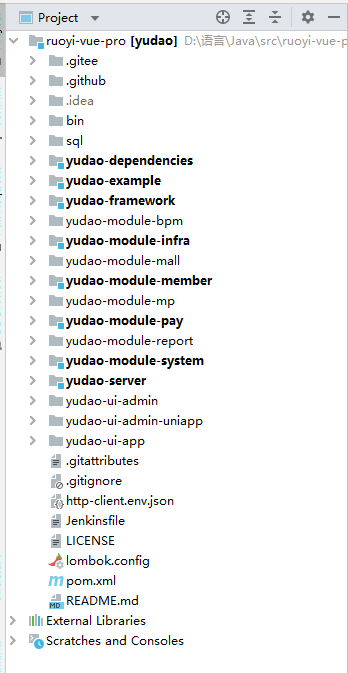 Project
ruoyi-vue-pro [yudao] D:\语言\Java\src\ruoyi-vue-p
.gitee
.github
.idea
bin
sql
yudao-dependencies
yudao-example
yudao-framework
yudao-module-bpm
yudao-module-infra
yudao-module-mall
yudao-module-member
yudao-module-mp
yudao-module-pay
yudao-module-report
yudao-module-system
yudao-server
yudao-ui-admin
yudao-ui-admin-uniapp
yudao-ui-app
.gitattributes
.gitignore
http-client.env.json
Jenkinsfile
LICENSE
lombok.config
pom.xml
README.md
External Libraries
Scratches and Consoles